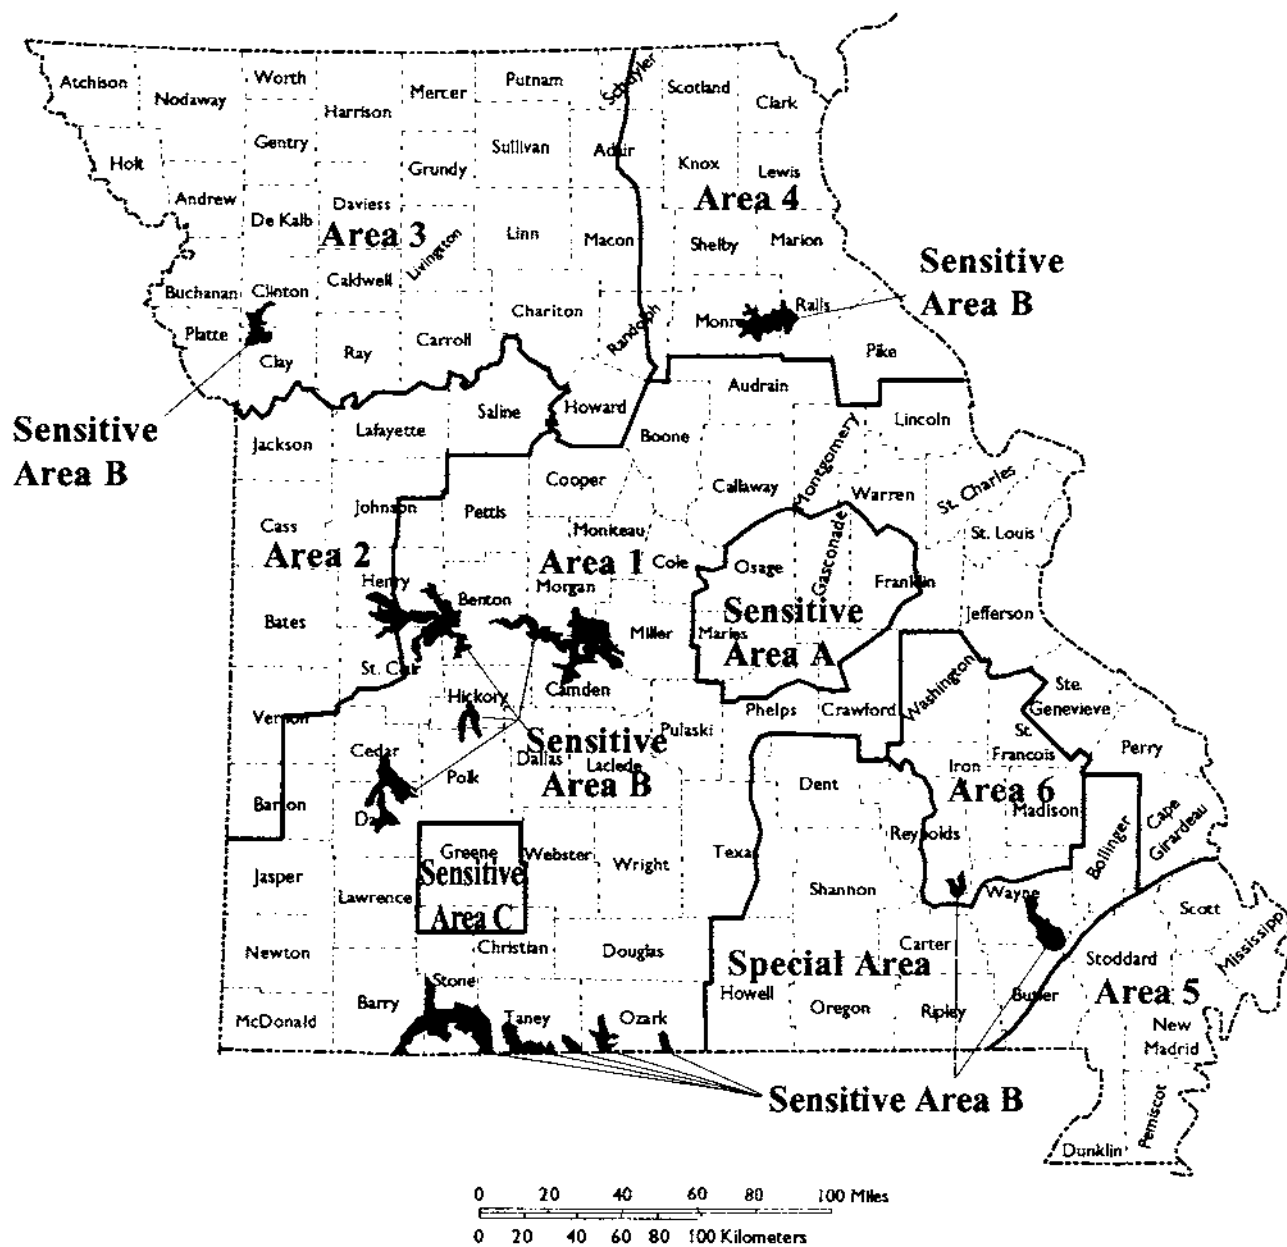 Atchison
Nodaway
Worth
Harrison
Mercer
Putnam
Schuyler
Scotland
Clark
Holt
Gentry
Grundy
Sullivan
Adair
Knox
Lewis
Andrew
De Kalb
Daviess
Area 3
Livingston
Linn
Macon
Area 4
Shelby
Marion
Sensitive
Area B
Buchanan
Clinton
Caldwell
Chariton
Randolph
Monr
Ralls
Platte
Clay
Ray
Carroll
Pike
Sensitive
Area B
Jackson
Lafayette
Saline
Howard
Boone
Audrain
Montgomery
Lincoln
Cass
Johnson
Pettis
Cooper
Callaway
Warren
St. Charles
St. Louis
Area 2
Moniteau
Area 1
Cole
Osage
Gasconade
Franklin
Henry
Benton
Morgan
Bates
Miller
Maries
Sensitive
Area A
Jefferson
St. Clair
Hickory
Camden
Washington
Ste.
Genevieve
Vernon
Phelps
Crawford
St.
Francois
Perry
Cedar
Polk
Dallas
Laclede
Pulaski
Sensitive
Area B
Dent
Iron
Area 6
Madison
Barton
Da
Reynolds
Bollinger
Cape
Girardeau
Jasper
Lawrence
Greene
Sensitive
Area C
Webster
Wright
Texa
Shannon
Wayne
Scott
Mississipp
Newton
Christian
Douglas
Special Area
Carter
Stoddard
McDonald
Barry
Stone
Taney
Ozark
Howell
Oregon
Ripley
Butler
Area 5
New
Madrid
Sensitive Area B
Dunklin
Pemiscot
0 20 40 60 80 100 Miles
0 20 40 60 80 100 Kilometers